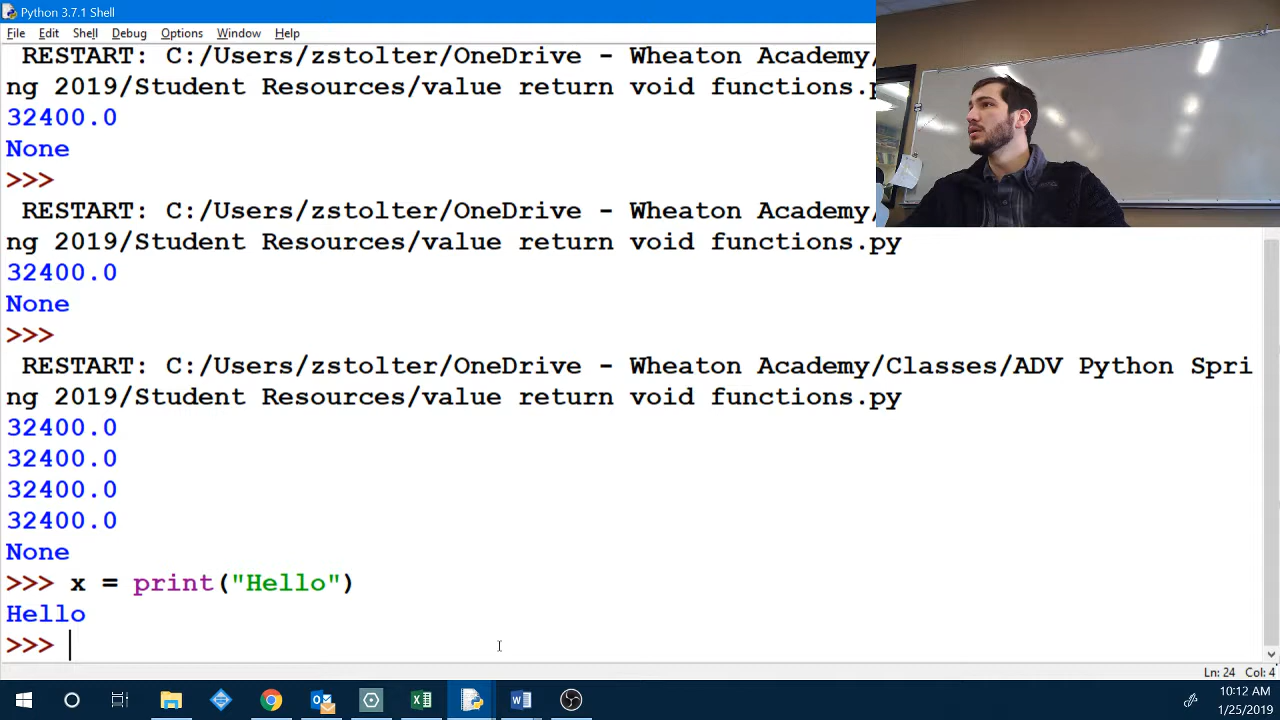 Python 3.7.1 Shell
File Edit Shell Debug Options Window Help
RESTART: C:/Users/zstolter/OneDrive - Wheaton Academy/
ng 2019/Student Resources/value return void functions.p
32400.0
None
>>>
RESTART: C:/Users/zstolter/OneDrive - Wheaton Academy/
ng 2019/Student Resources/value return void functions.py
32400.0
None
>>>
RESTART: C:/Users/zstolter/OneDrive - Wheaton Academy/Classes/ADV Python Spri
ng 2019/Student Resources/value return void functions.py
32400.0
32400.0
32400.0
32400.0
None
>>> x = print("Hello")
Hello
>>>
Ln: 24 Col: 4
10:12 AM
1/25/2019